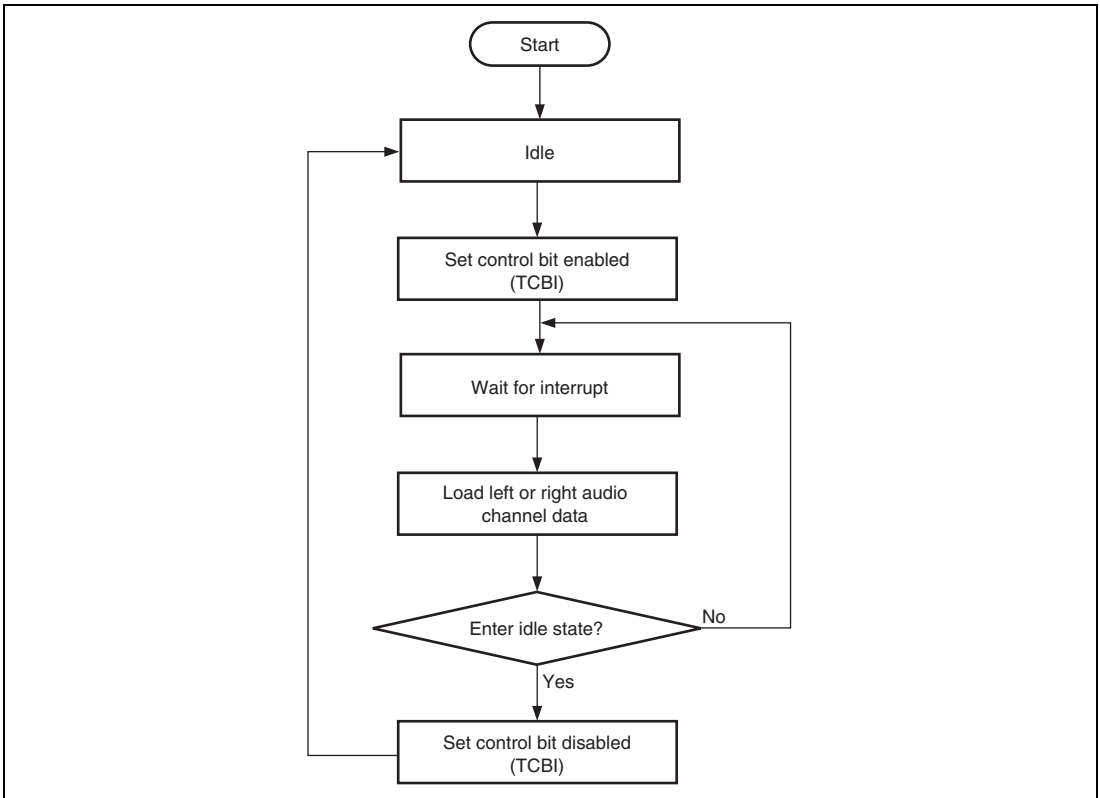 Start
Idle
Set control bit enabled
(TCBI)
Wait for interrupt
Load left or right audio
channel data
Enter idle state?
No
Yes
Set control bit disabled
(TCBI)